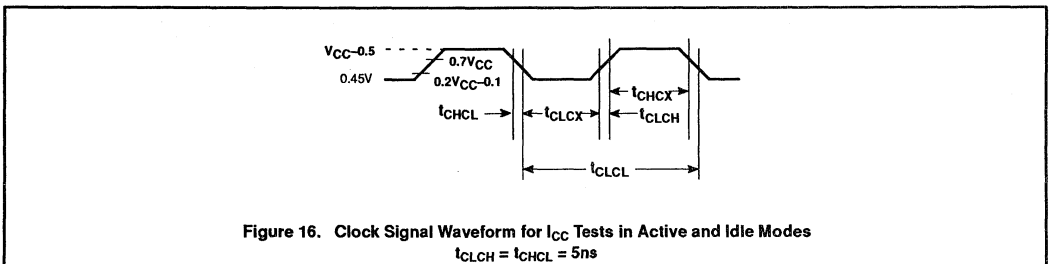 VCC–0.5
0.7VCC
0.45V
0.2VCC–0.1
tCHCX
tCHCL
tCLCX
tCLCH
tCLCL
Figure 16. Clock Signal Waveform for ICC Tests in Active and Idle Modes
tCLCH = tCHCL = 5ns